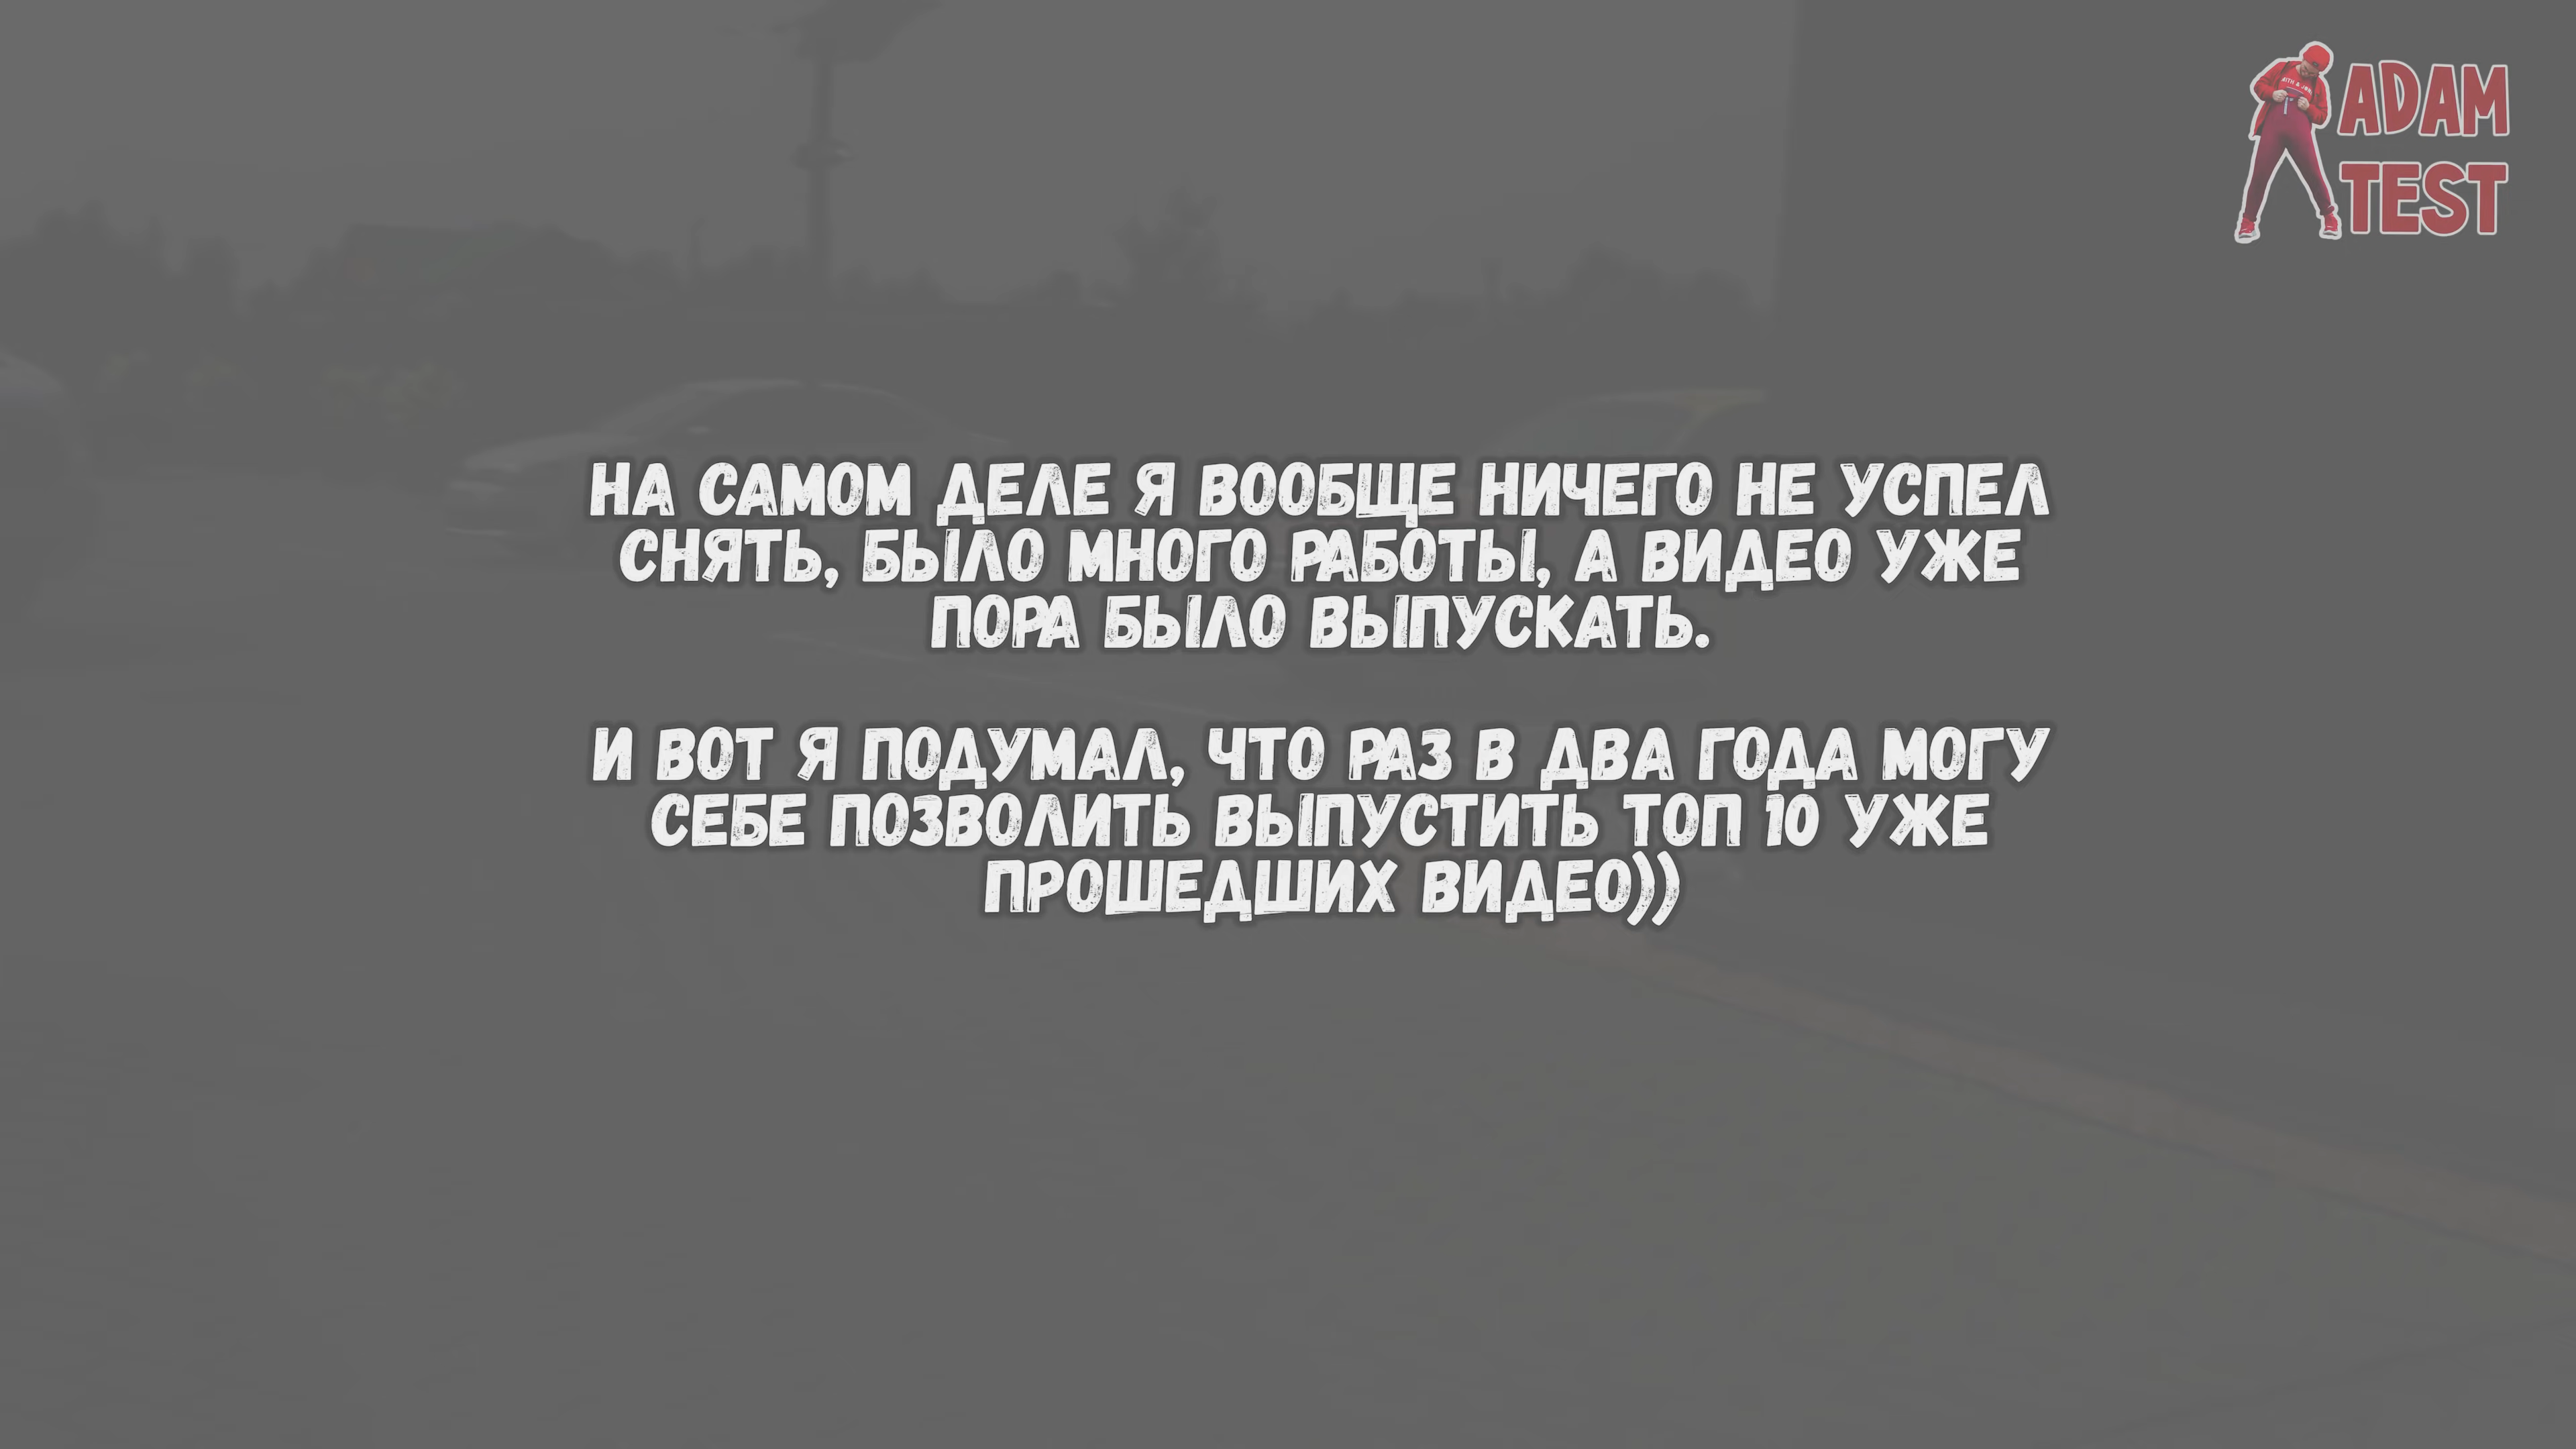 ADAM
TEST
НА САМОМ ДЕЛЕ Я ВООБЩЕ НИЧЕГО НЕ УСПЕЛ
СНЯТЬ, БЫЛО МНОГО РАБОТЫ, А ВИДЕО УЖЕ
ПОРА БЫЛО ВЫПУСКАТЬ.
И ВОТ Я ПОДУМАЛ, ЧТО РАЗ В ДВА ГОДА МОГУ
СЕБЕ ПОЗВОЛИТЬ ВЫПУСТИТЬ ТОП 10 УЖЕ
ПРОШЕДШИХ ВИДЕО))